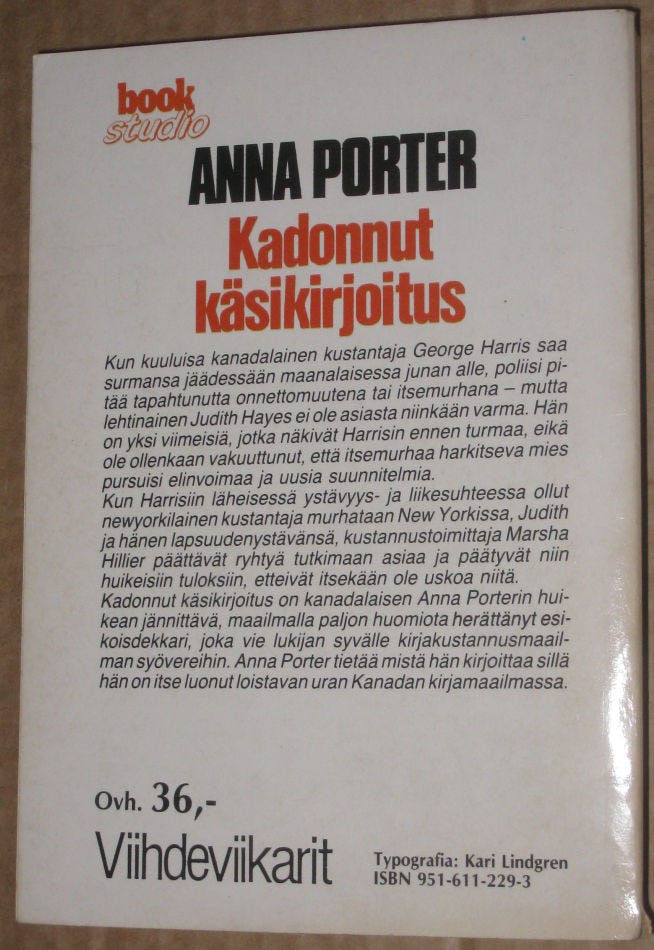 book
studio
ANNA PORTER
Kadonnut
käsikirjoitus
Kun kuuluisa kanadalainen kustantaja George Harris saa
surmansa jäädessään maanalaisessa junan alle, poliisi pi-
tää tapahtunutta onnettomuutena tai itsemurhana – mutta
lehtinainen Judith Hayes ei ole asiasta niinkään varma. Hän
on yksi viimeisiä, jotka näkivät Harrisin ennen turmaa, eikä
ole ollenkaan vakuuttunut, että itsemurhaa harkitseva mies
pursuisi elinvoimaa ja uusia suunnitelmia.
Kun Harrisiin läheisessä ystävyys- ja liikesuhteessa ollut
newyorkilainen kustantaja murhataan New Yorkissa, Judith
ja hänen lapsuudenystävänsä, kustannustoimittaja Marsha
Hillier päättävät ryhtyä tutkimaan asiaa ja päätyvät niin
huikeisiin tuloksiin, etteivät itsekään ole uskoa niitä.
Kadonnut käsikirjoitus on kanadalaisen Anna Porterin hui-
kean jännittävä, maailmalla paljon huomiota herättänyt esi-
koisdekkari, joka vie lukijan syvälle kirjakustannusmaail-
man syövereihin. Anna Porter tietää mistä hän kirjoittaa sillä
hän on itse luonut loistavan uran Kanadan kirjamaailmassa.
Ovh. 36,-
Viihdeviikarit
Typografia: Kari Lindgren
ISBN 951-611-229-3